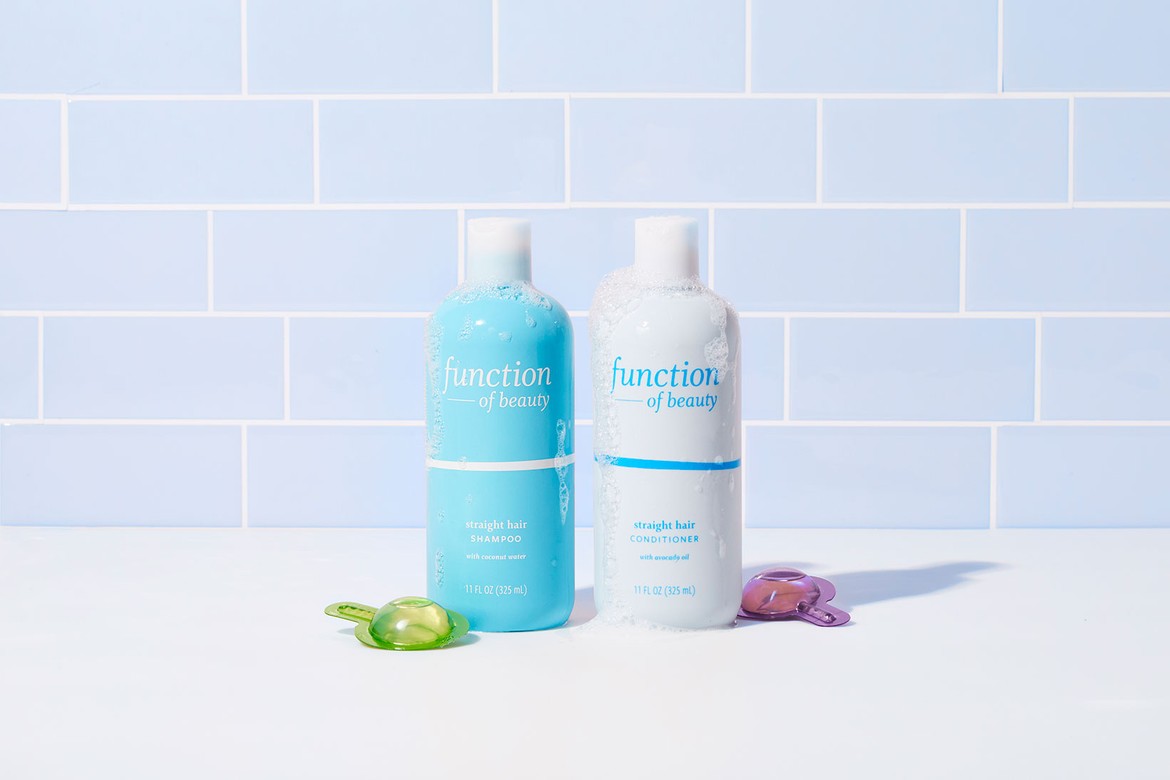 function
of beauty
straight hair
SHAMPOO
with coconut water
11 FL OZ (325 mL)
function
of beauty
straight hair
CONDITIONER
with avocado oil
11 FL OZ (325 mL)